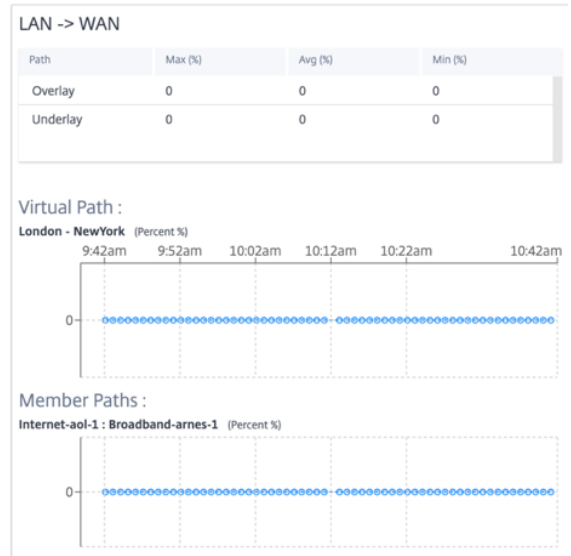 LAN -> WAN
Path Max (%) Avg (%) Min (%)
Overlay 0 0 0
Underlay 0 0 0
Virtual Path :
London - NewYork (Percent %)
9:42am 9:52am 10:02am 10:12am 10:22am 10:42am
0
Member Paths :
Internet-aol-1 : Broadband-arnes-1 (Percent %)
0